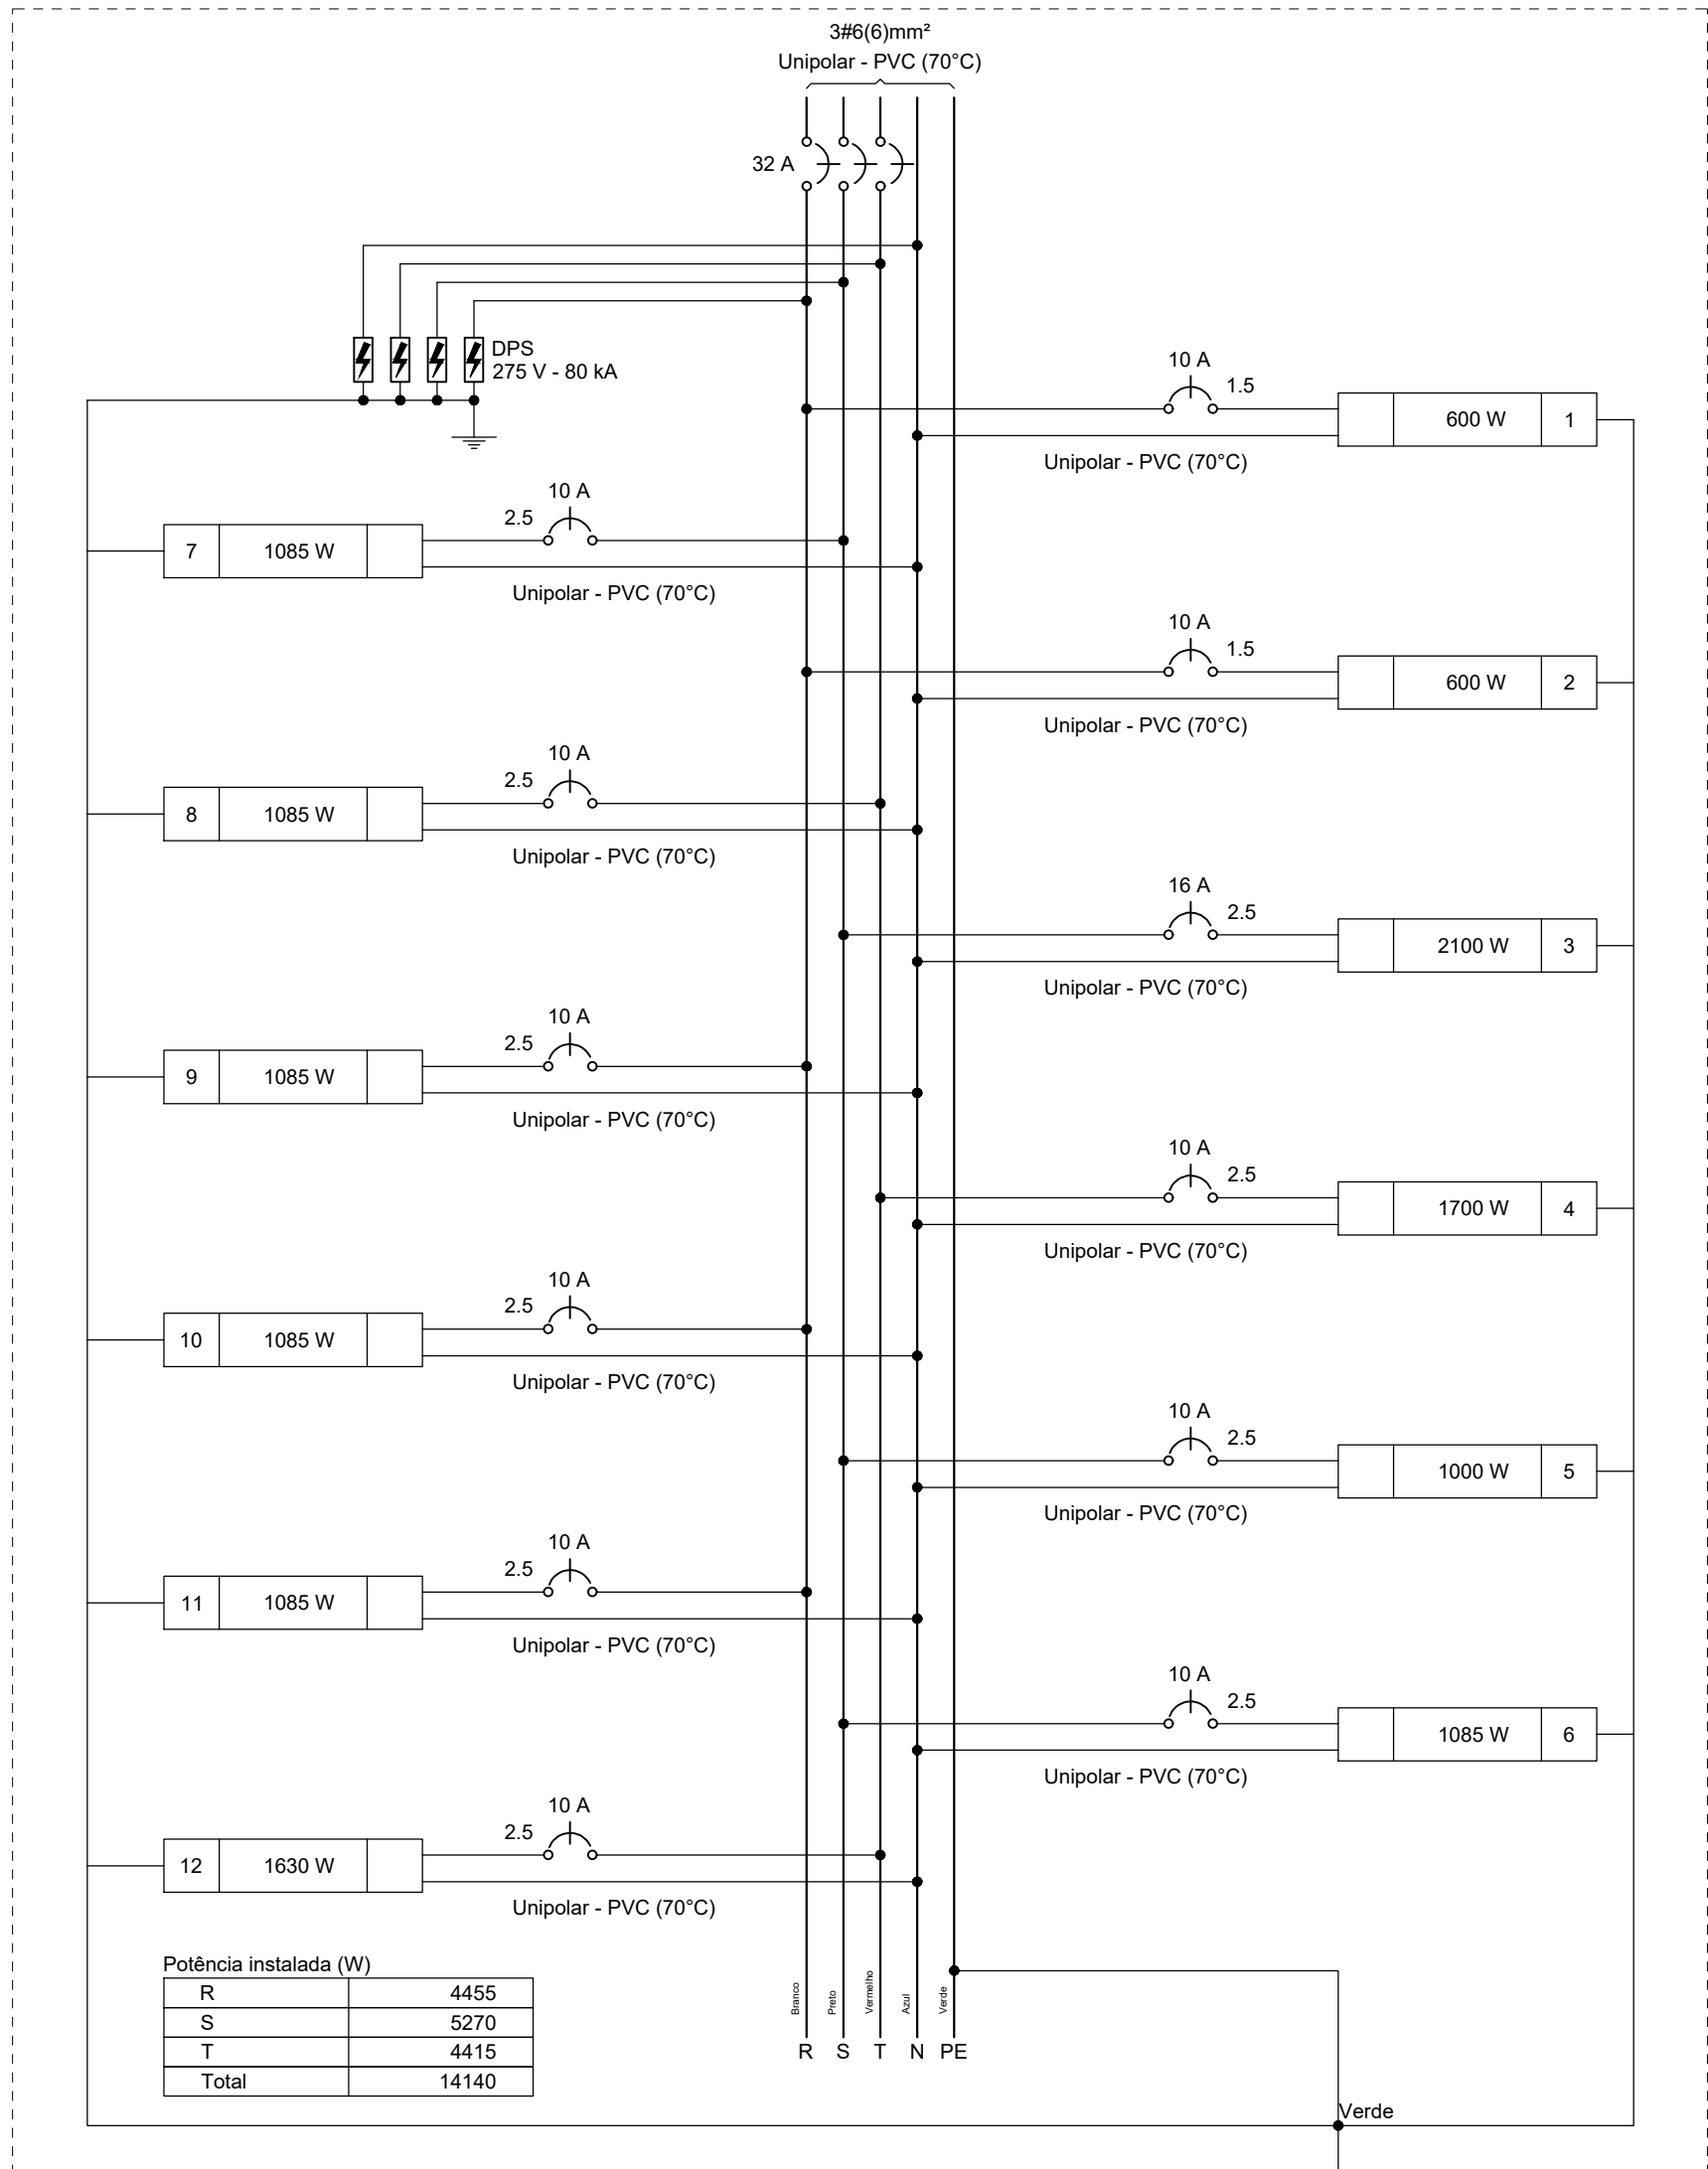 3#6(6)mm²
Unipolar - PVC (70°C)
32 A
DPS
275 V - 80 kA
10 A
1.5
600 W 1
Unipolar - PVC (70°C)
10 A
2.5
7 1085 W
Unipolar - PVC (70°C)
10 A
1.5
600 W 2
Unipolar - PVC (70°C)
10 A
2.5
8 1085 W
Unipolar - PVC (70°C)
16 A
2.5
2100 W 3
Unipolar - PVC (70°C)
10 A
2.5
9 1085 W
Unipolar - PVC (70°C)
10 A
2.5
1700 W 4
Unipolar - PVC (70°C)
10 A
2.5
10 1085 W
Unipolar - PVC (70°C)
10 A
2.5
1000 W 5
Unipolar - PVC (70°C)
10 A
2.5
11 1085 W
Unipolar - PVC (70°C)
10 A
2.5
1085 W 6
Unipolar - PVC (70°C)
10 A
2.5
12 1630 W
Unipolar - PVC (70°C)
Potência instalada (W)
R 4455
S 5270
T 4415
Total 14140
Branco
Preto
Vermelho
Azul
Verde
R S T N PE
Verde